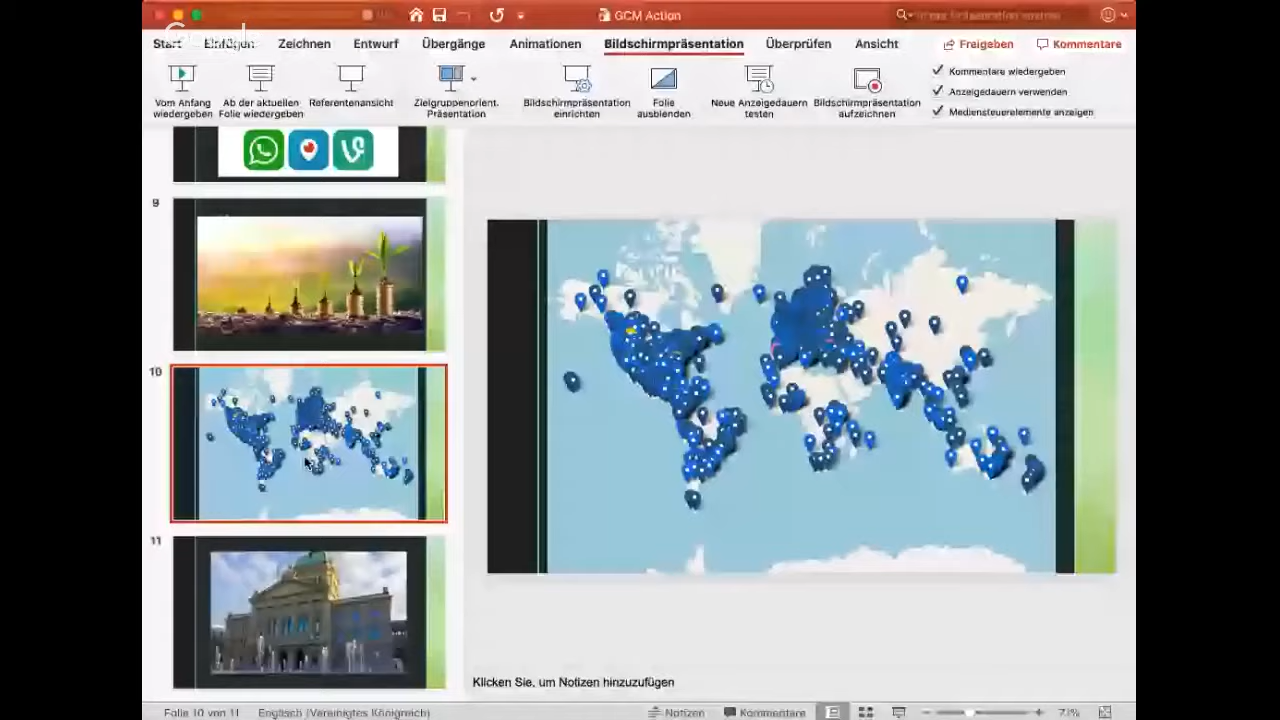 GCM Action
Start Einfügen Zeichnen Entwurf Übergänge Animationen Bildschirmpräsentation Überprüfen Ansicht Freigeben Kommentare
Vom Anfang wiedergeben
Ab der aktuellen Folie wiedergeben
Referentenansicht
Zielgruppenorient. Präsentation
Bildschirmpräsentation einrichten
Folie ausblenden
Neue Anzeigedauern testen
Bildschirmpräsentation aufzeichnen
Kommentare wiedergeben
Anzeigedauern verwenden
Mediensteuerelemente anzeigen
9
10
11
Klicken Sie, um Notizen hinzuzufügen
Folie 10 von 11 Englisch (Vereinigtes Königreich) Notizen Kommentare 73%